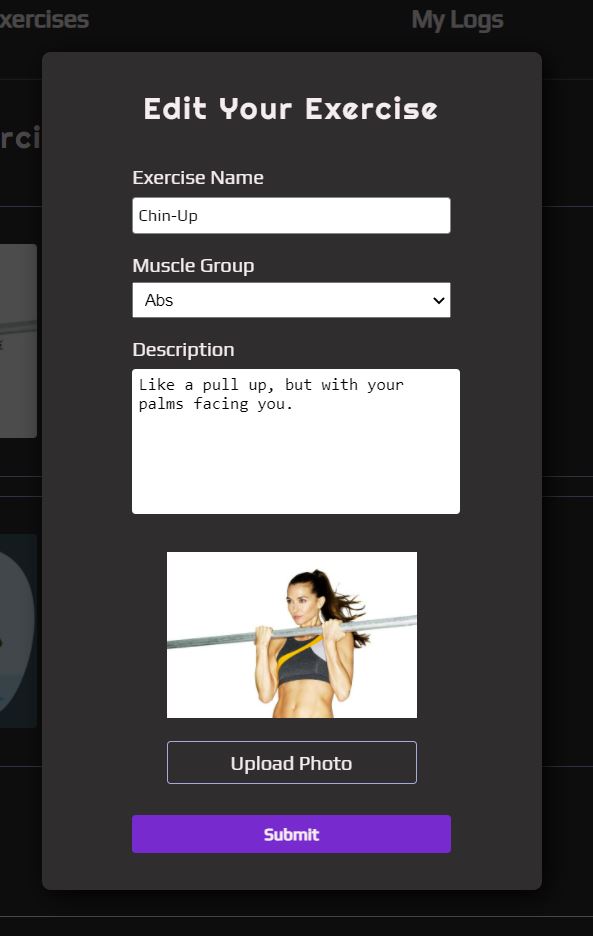 xercises
My Logs
rci
Edit Your Exercise
Exercise Name
Chin-Up
Muscle Group
Abs
Description
Like a pull up, but with your
palms facing you.
Upload Photo
Submit